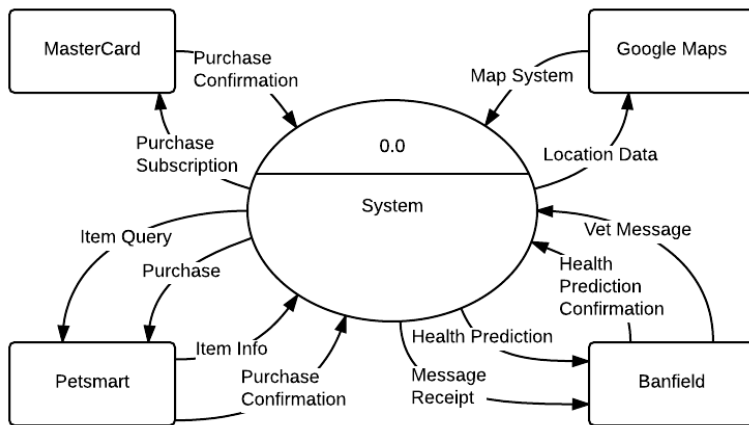 MasterCard
Purchase
Confirmation
Google Maps
Map System
Purchase
Subscription
0.0
Location Data
System
Item Query
Vet Message
Purchase
Health
Prediction
Confirmation
Item Info
Health Prediction
Petsmart
Purchase
Confirmation
Message
Receipt
Banfield